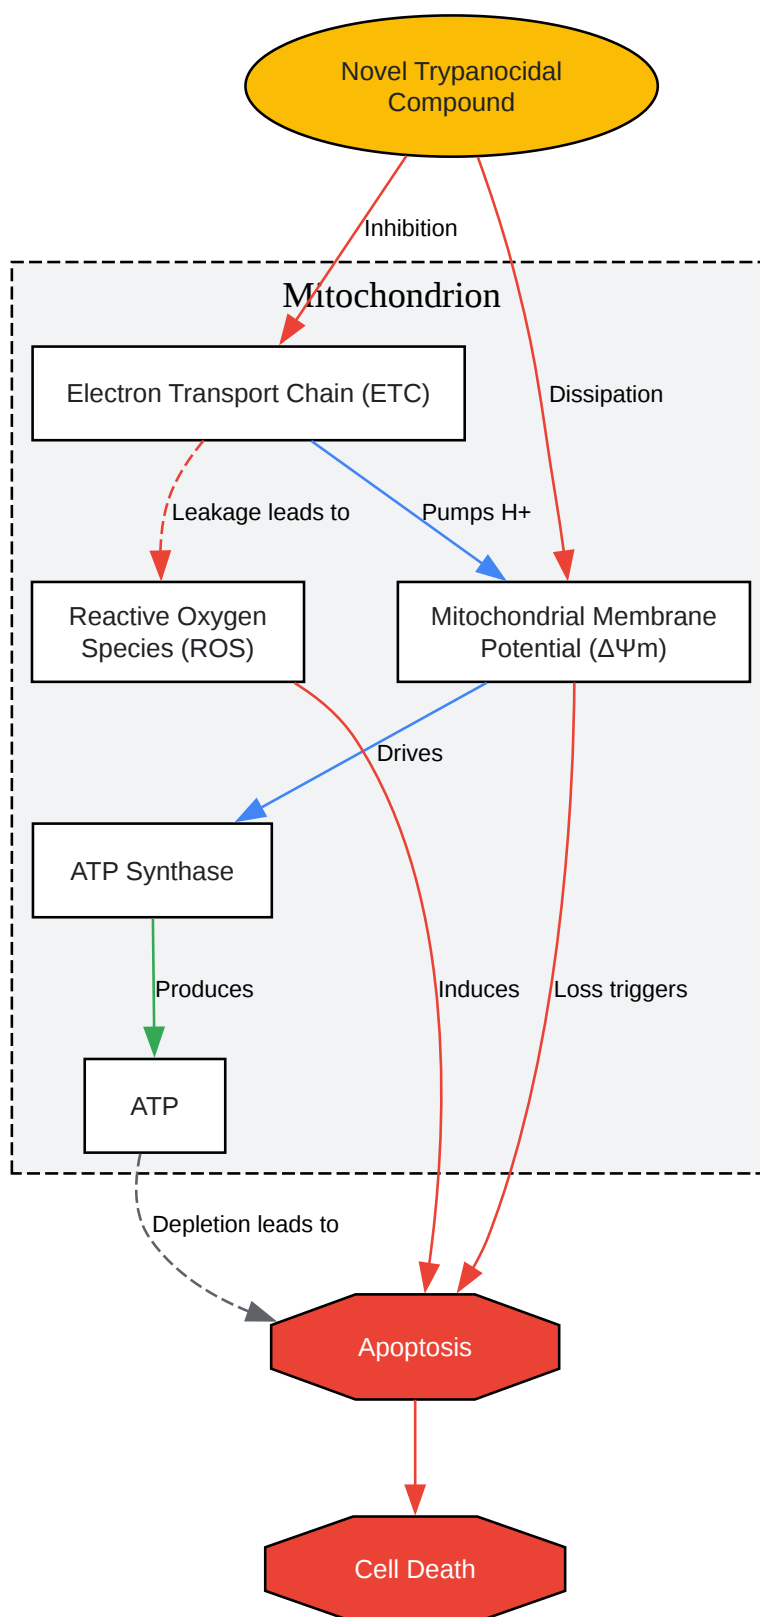 Novel Trypanocidal
Compound
Inhibition
Mitochondrion
Electron Transport Chain (ETC)
Dissipation
Leakage leads to
Pumps H+
Reactive Oxygen
Species (ROS)
Mitochondrial Membrane
Potential (ΔΨm)
Drives
ATP Synthase
Produces
Induces
Loss triggers
ATP
Depletion leads to
Apoptosis
Cell Death